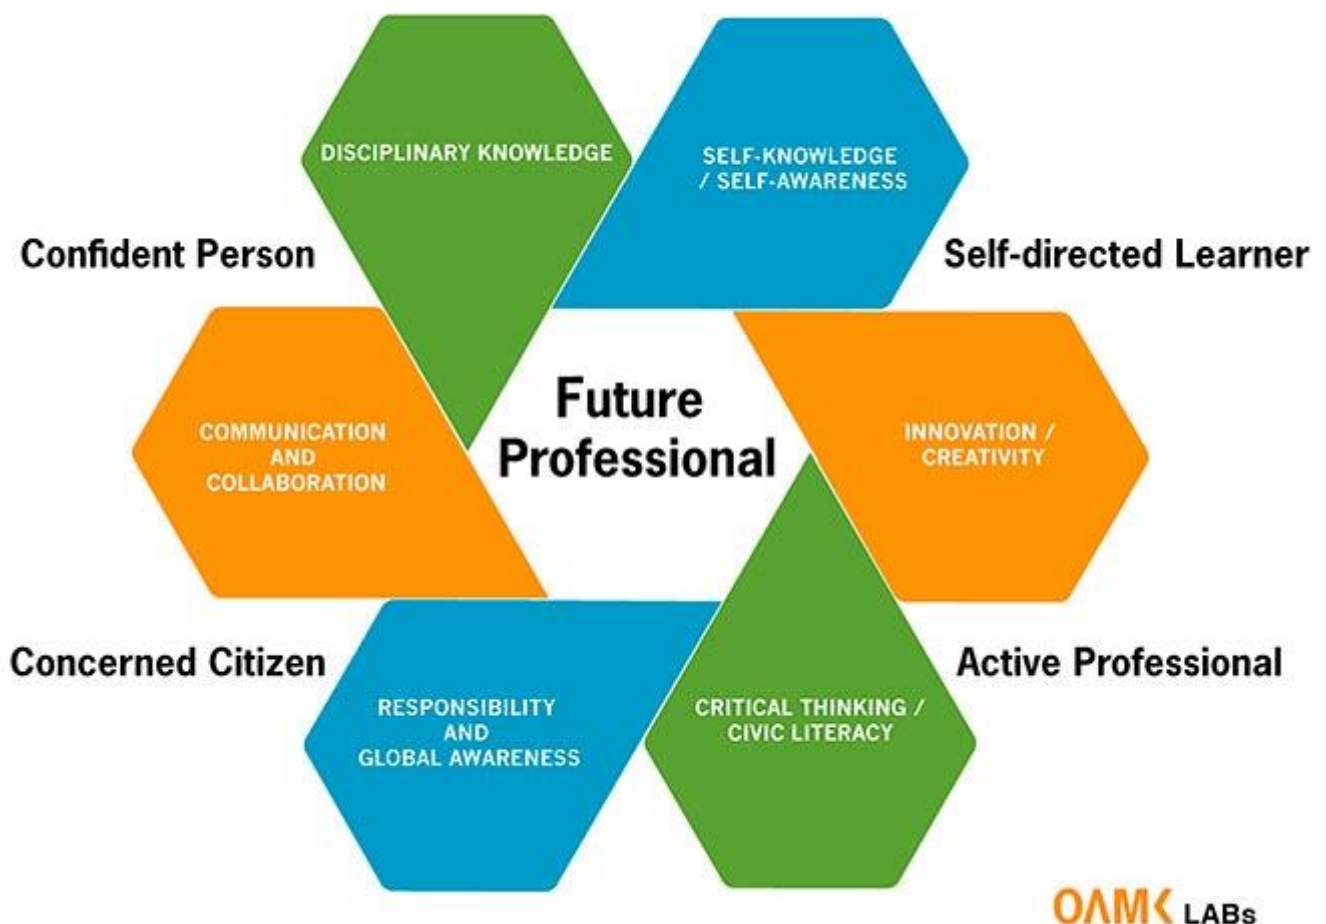 DISCIPLINARY KNOWLEDGE
SELF-KNOWLEDGE
/ SELF-AWARENESS
Confident Person
Self-directed Learner
Future
Professional
COMMUNICATION
AND
COLLABORATION
INNOVATION /
CREATIVITY
Concerned Citizen
Active Professional
RESPONSIBILITY
AND
GLOBAL AWARENESS
CRITICAL THINKING /
CIVIC LITERACY
OAMK LABs